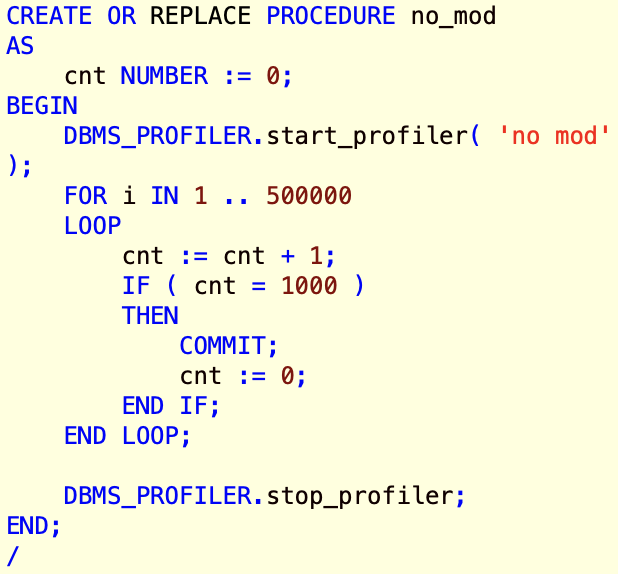 CREATE OR REPLACE PROCEDURE no_mod
AS
    cnt NUMBER := 0;
BEGIN
    DBMS_PROFILER.start_profiler( 'no mod'
);
    FOR i IN 1 .. 500000
    LOOP
        cnt := cnt + 1;
        IF ( cnt = 1000 )
        THEN
            COMMIT;
            cnt := 0;
        END IF;
    END LOOP;

    DBMS_PROFILER.stop_profiler;
END;
/